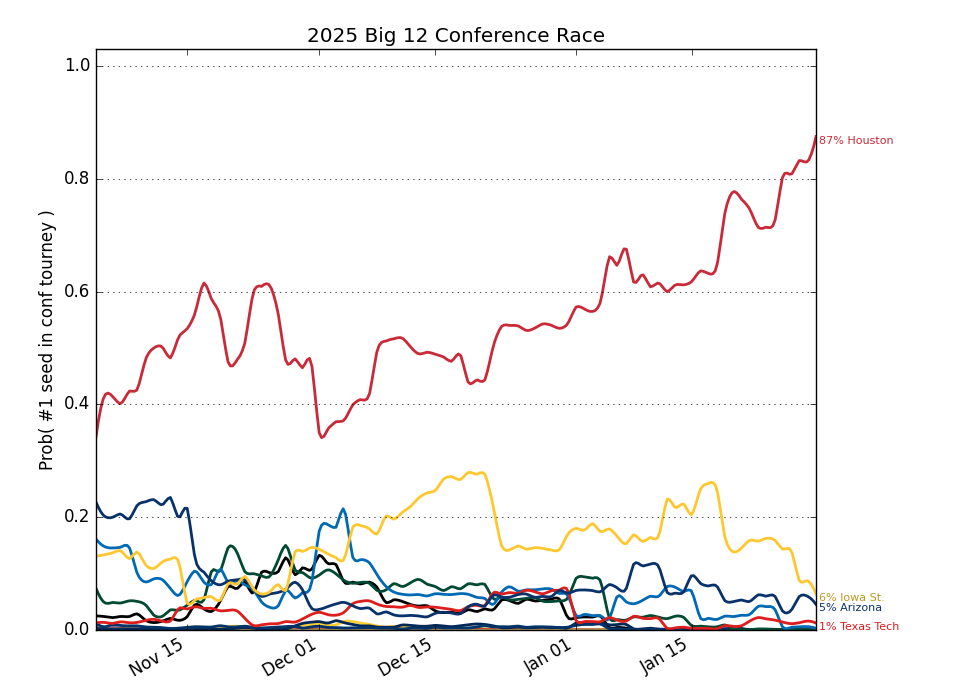 2025 Big 12 Conference Race
1.0
0.8
0.6
0.4
0.2
0.0
Prob( #1 seed in conf tourney )
87% Houston
6% Iowa St.
5% Arizona
1% Texas Tech
Nov 15
Dec 01
Dec 15
Jan 01
Jan 15